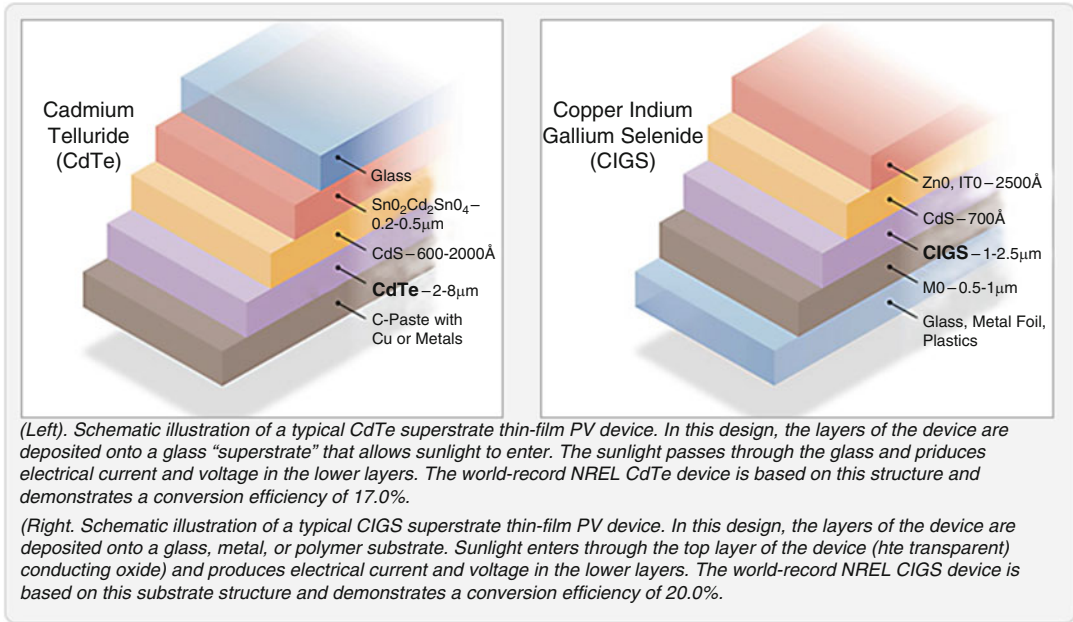 Cadmium
Telluride
(CdTe)
Glass
Sn0₂Cd₂Sn0₄–
0.2-0.5μm
CdS–600-2000Å
CdTe–2-8μm
C-Paste with
Cu or Metals
Copper Indium
Gallium Selenide
(CIGS)
Zn0, IT0–2500Å
CdS–700Å
CIGS–1-2.5μm
M0–0.5-1μm
Glass, Metal Foil,
Plastics
(Left). Schematic illustration of a typical CdTe superstrate thin-film PV device. In this design, the layers of the device are
deposited onto a glass “superstrate” that allows sunlight to enter. The sunlight passes through the glass and priduces
electrical current and voltage in the lower layers. The world-record NREL CdTe device is based on this structure and
demonstrates a conversion efficiency of 17.0%.
(Right. Schematic illustration of a typical CIGS superstrate thin-film PV device. In this design, the layers of the device are
deposited onto a glass, metal, or polymer substrate. Sunlight enters through the top layer of the device (hte transparent)
conducting oxide) and produces electrical current and voltage in the lower layers. The world-record NREL CIGS device is
based on this substrate structure and demonstrates a conversion efficiency of 20.0%.